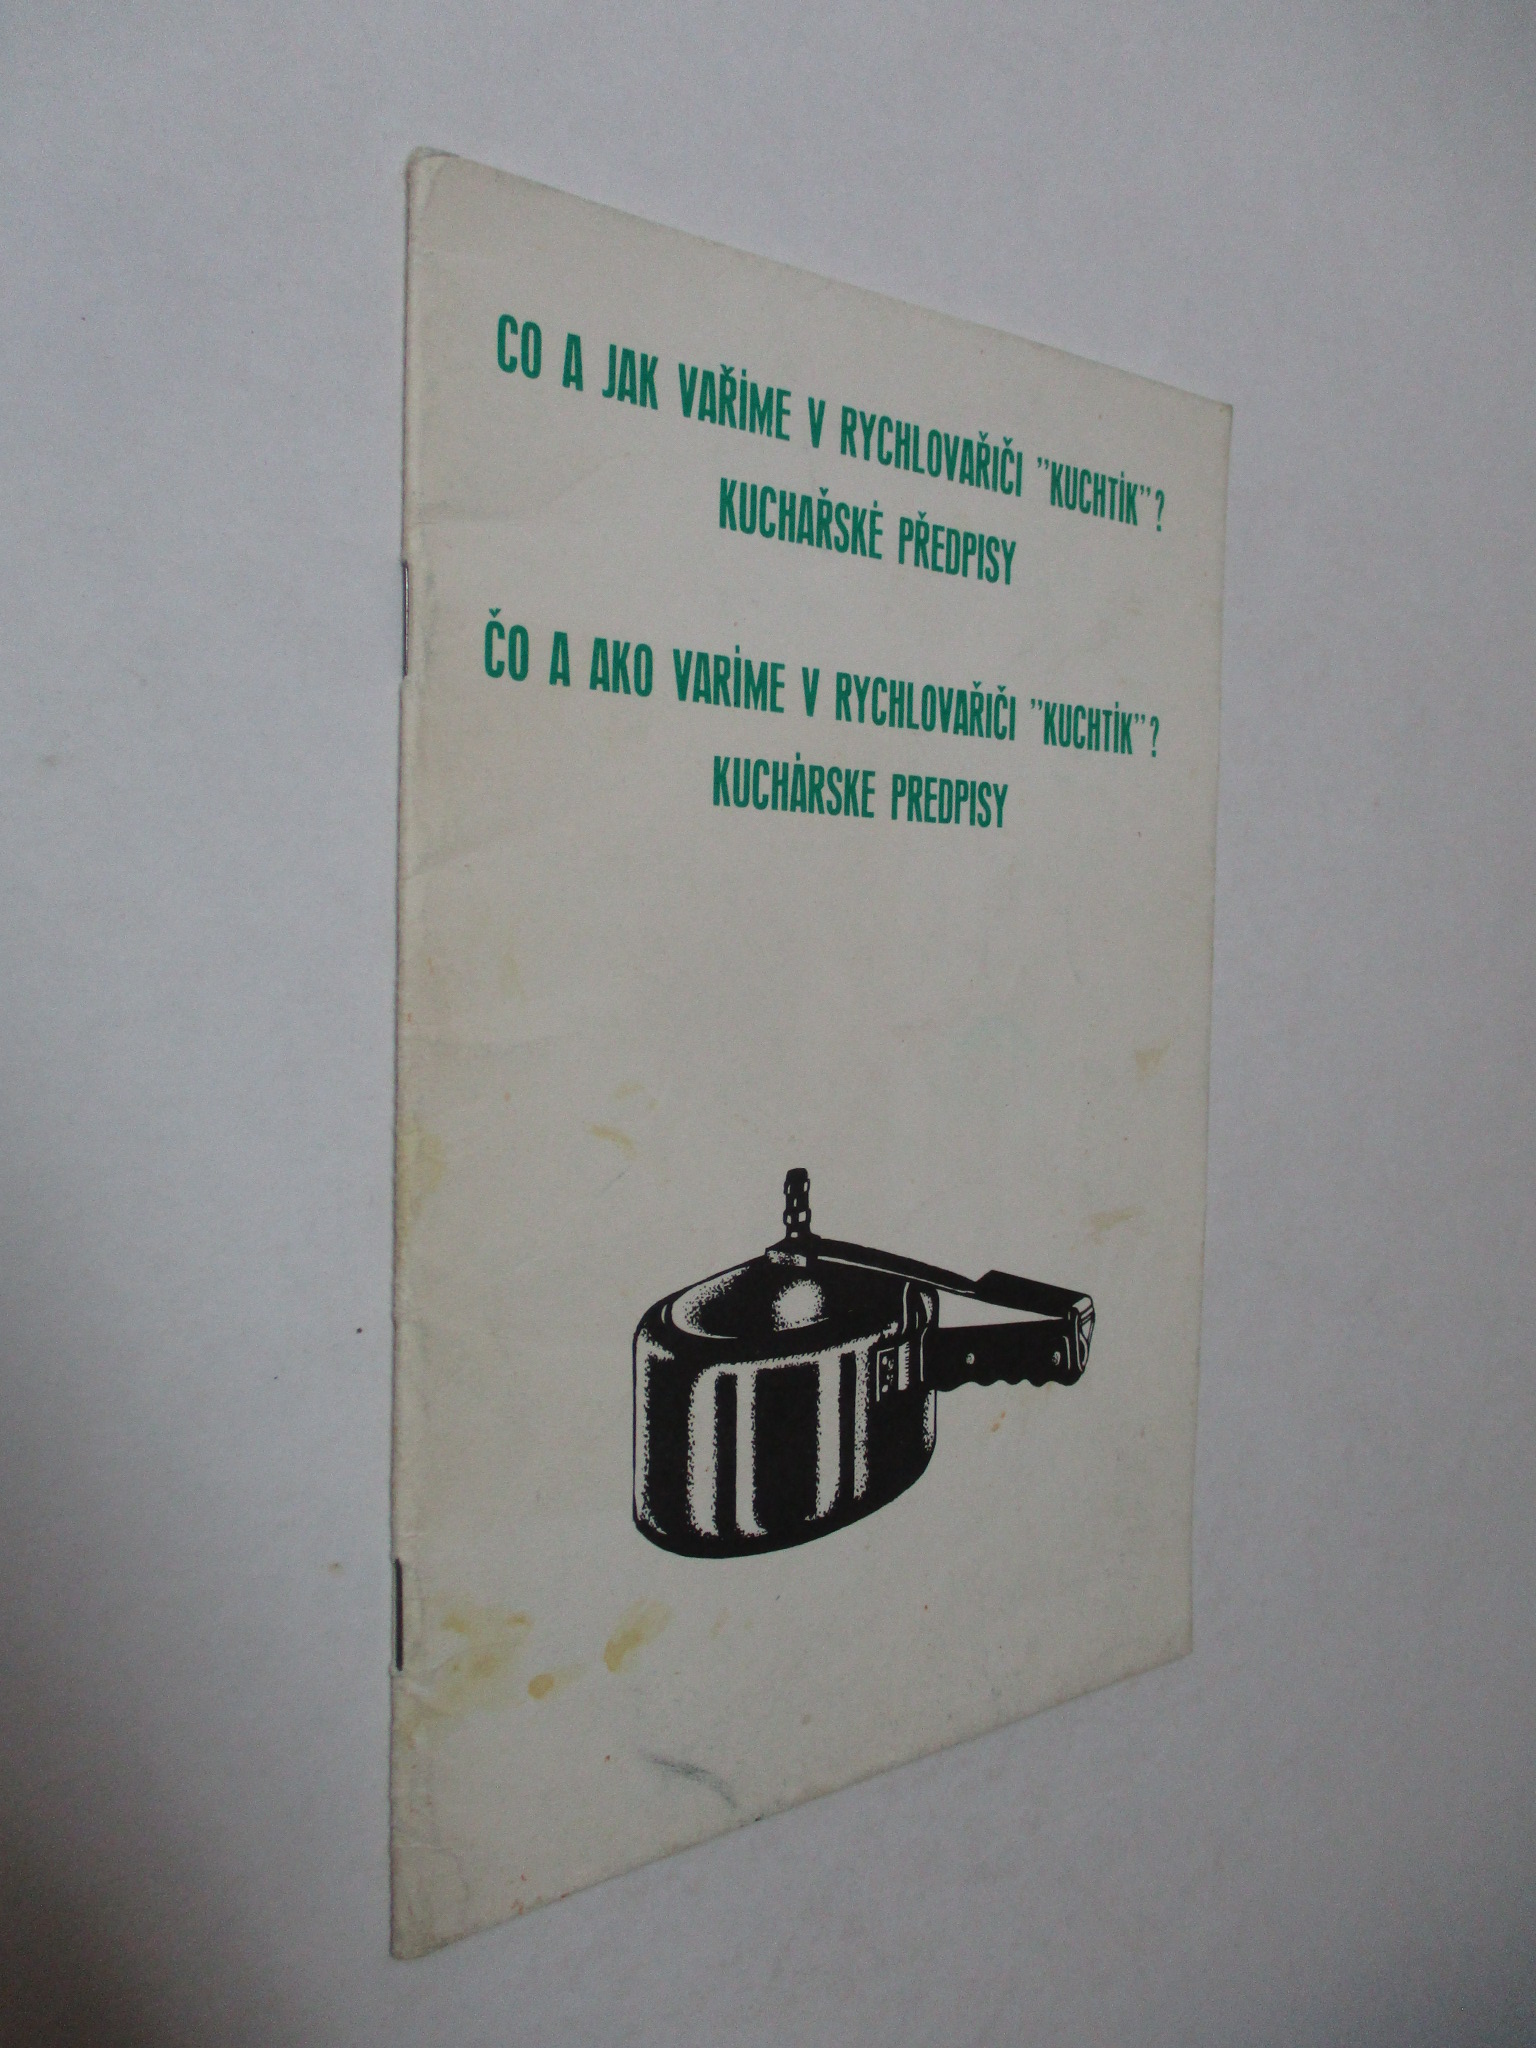 CO A JAK VAŘÍME V RYCHLOVAŘIČI "KUCHTÍK"?
KUCHAŘSKÉ PŘEDPISY
ČO A AKO VARÍME V RYCHLOVAŘIČI "KUCHTÍK"?
KUCHÁRSKE PREDPISY